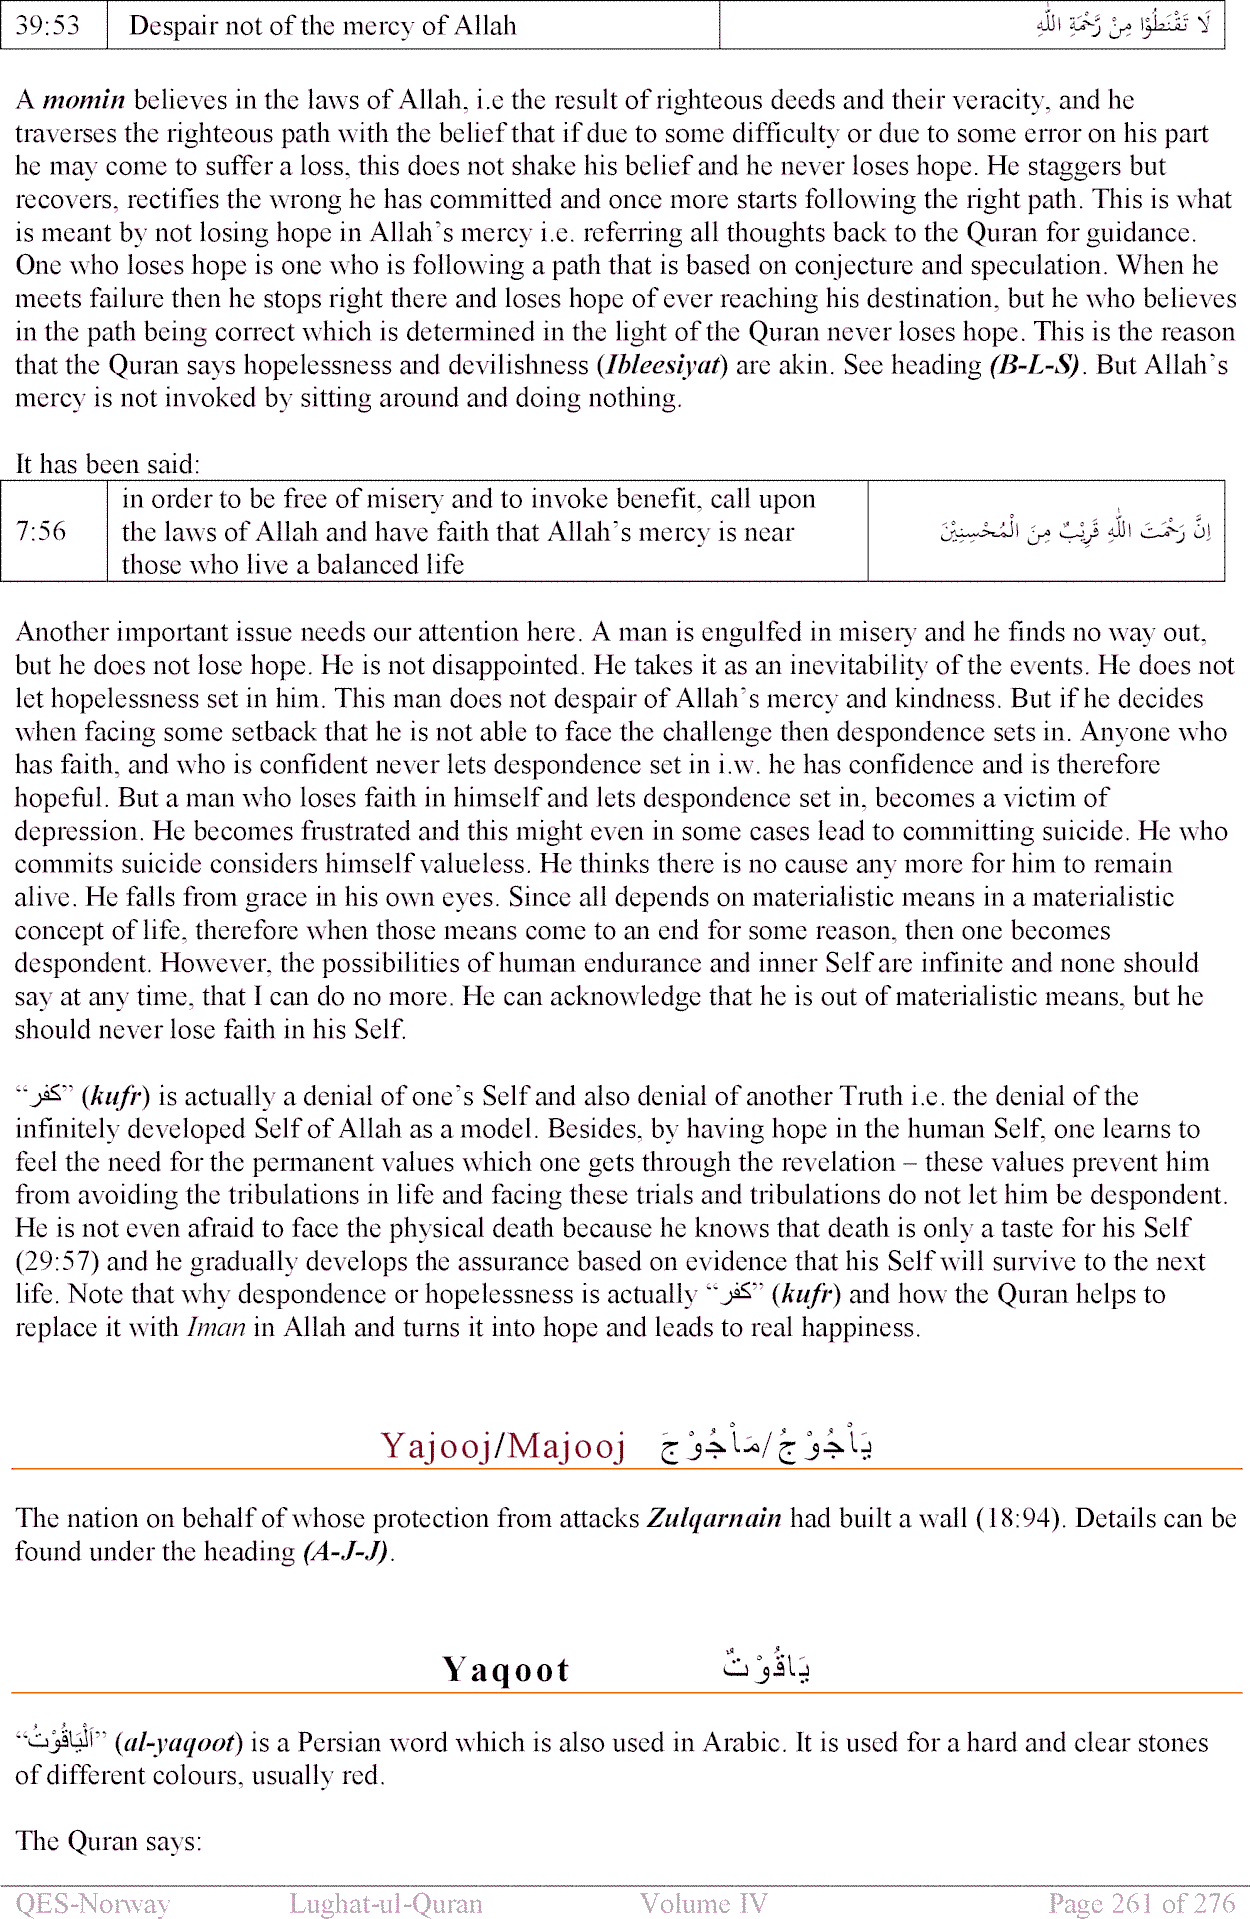 39:53 Despair not of the mercy of Allah لَا تَقْنَطُوْا مِنْ رَّحْمَةِ اللّٰهِ
A momin believes in the laws of Allah, i.e the result of righteous deeds and their veracity, and he
traverses the righteous path with the belief that if due to some difficulty or due to some error on his part
he may come to suffer a loss, this does not shake his belief and he never loses hope. He staggers but
recovers, rectifies the wrong he has committed and once more starts following the right path. This is what
is meant by not losing hope in Allah's mercy i.e. referring all thoughts back to the Quran for guidance.
One who loses hope is one who is following a path that is based on conjecture and speculation. When he
meets failure then he stops right there and loses hope of ever reaching his destination, but he who believes
in the path being correct which is determined in the light of the Quran never loses hope. This is the reason
that the Quran says hopelessness and devilishness (Ibleesiyat) are akin. See heading (B-L-S). But Allah's
mercy is not invoked by sitting around and doing nothing.
It has been said:
7:56 in order to be free of misery and to invoke benefit, call upon
the laws of Allah and have faith that Allah's mercy is near
those who live a balanced life
اِنَّ رَحْمَتَ اللّٰهِ قَرِيْبٌ مِنَ الْمُحْسِنِيْنَ
Another important issue needs our attention here. A man is engulfed in misery and he finds no way out,
but he does not lose hope. He is not disappointed. He takes it as an inevitability of the events. He does not
let hopelessness set in him. This man does not despair of Allah's mercy and kindness. But if he decides
when facing some setback that he is not able to face the challenge then despondence sets in. Anyone who
has faith, and who is confident never lets despondence set in i.w. he has confidence and is therefore
hopeful. But a man who loses faith in himself and lets despondence set in, becomes a victim of
depression. He becomes frustrated and this might even in some cases lead to committing suicide. He who
commits suicide considers himself valueless. He thinks there is no cause any more for him to remain
alive. He falls from grace in his own eyes. Since all depends on materialistic means in a materialistic
concept of life, therefore when those means come to an end for some reason, then one becomes
despondent. However, the possibilities of human endurance and inner Self are infinite and none should
say at any time, that I can do no more. He can acknowledge that he is out of materialistic means, but he
should never lose faith in his Self.
“كفر” (kufr) is actually a denial of one's Self and also denial of another Truth i.e. the denial of the
infinitely developed Self of Allah as a model. Besides, by having hope in the human Self, one learns to
feel the need for the permanent values which one gets through the revelation – these values prevent him
from avoiding the tribulations in life and facing these trials and tribulations do not let him be despondent.
He is not even afraid to face the physical death because he knows that death is only a taste for his Self
(29:57) and he gradually develops the assurance based on evidence that his Self will survive to the next
life. Note that why despondence or hopelessness is actually “كفر” (kufr) and how the Quran helps to
replace it with Iman in Allah and turns it into hope and leads to real happiness.
Yajooj/Majooj يَاْجُوْجُ/مَاْجُوْجَ
The nation on behalf of whose protection from attacks Zulqarnain had built a wall (18:94). Details can be
found under the heading (A-J-J).
Yaqoot يَاقُوْتٌ
“اَلْيَاقُوْتُ” (al-yaqoot) is a Persian word which is also used in Arabic. It is used for a hard and clear stones
of different colours, usually red.
The Quran says:
QES-Norway Lughat-ul-Quran Volume IV Page 261 of 276